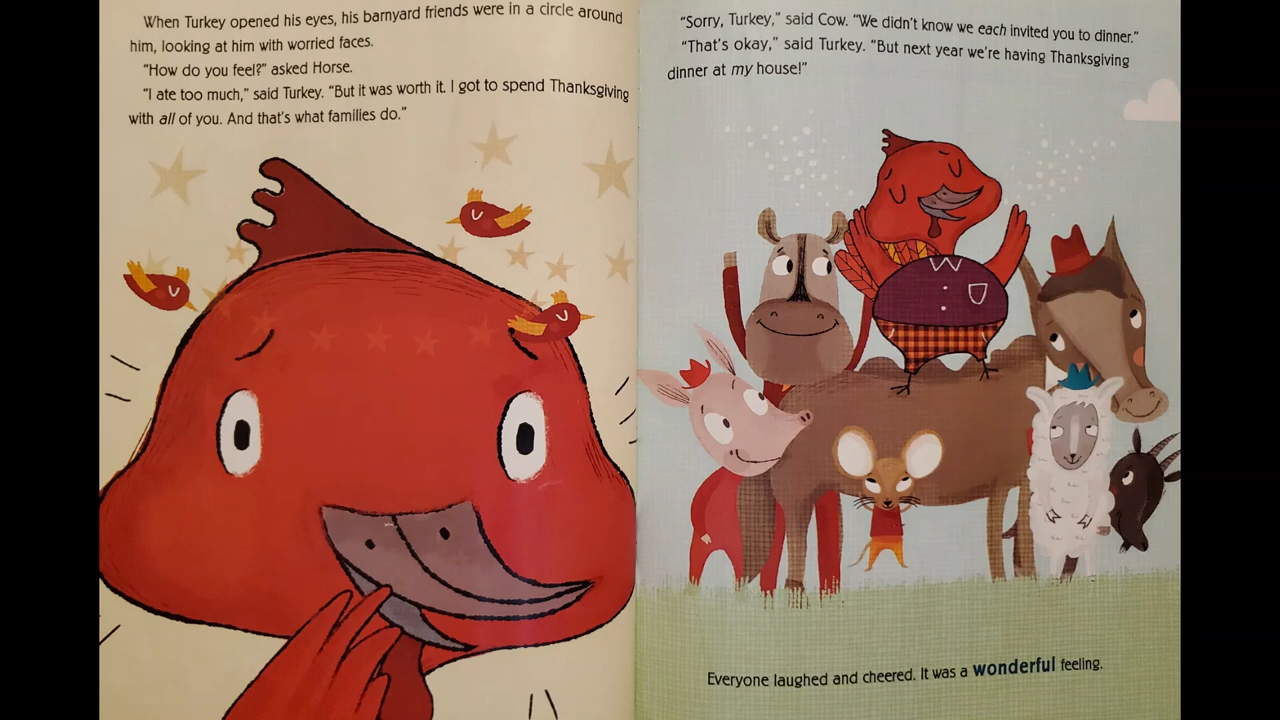 When Turkey opened his eyes, his barnyard friends were in a circle around
him, looking at him with worried faces.
“How do you feel?” asked Horse.
“I ate too much,” said Turkey. “But it was worth it. I got to spend Thanksgiving
with all of you. And that’s what families do.”
“Sorry, Turkey,” said Cow. “We didn’t know we each invited you to dinner.”
“That’s okay,” said Turkey. “But next year we’re having Thanksgiving
dinner at my house!”
Everyone laughed and cheered. It was a wonderful feeling.